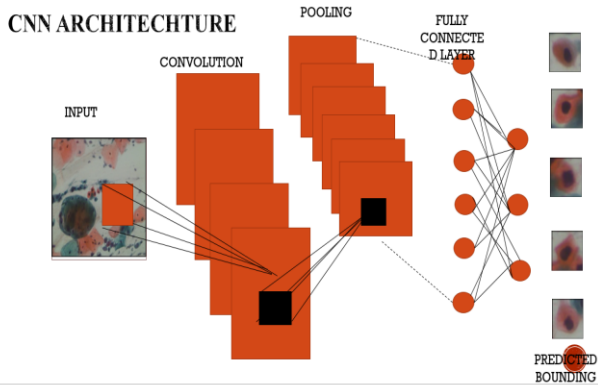 CNN ARCHITECHTURE
POOLING
FULLY
CONNECTE
D LAYER
CONVOLUTION
INPUT
PREDICTED
BOUNDING